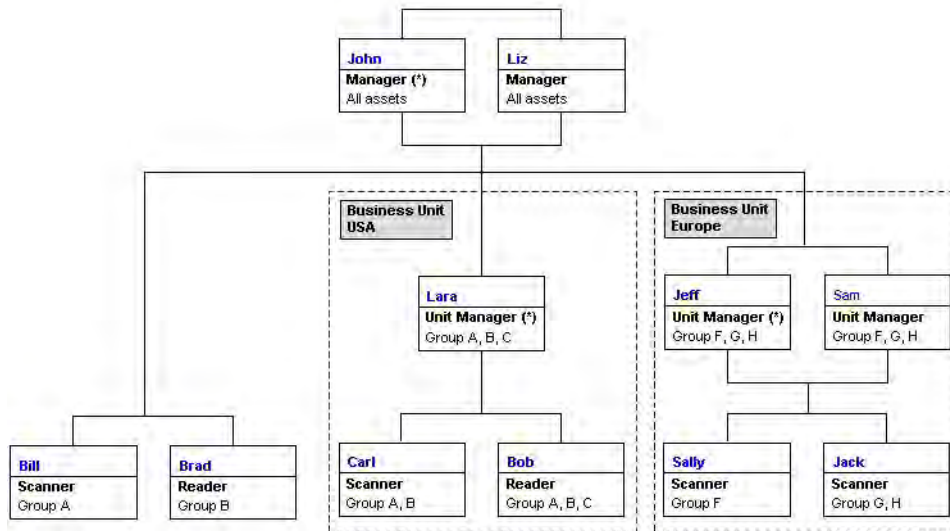 John
Manager (*)
All assets
Liz
Manager
All assets
Business Unit
USA
Business Unit
Europe
Lara
Unit Manager (*)
Group A, B, C
Jeff
Unit Manager (*)
Group F, G, H
Sam
Unit Manager
Group F, G, H
Bill
Scanner
Group A
Brad
Reader
Group B
Carl
Scanner
Group A, B
Bob
Reader
Group A, B, C
Sally
Scanner
Group F
Jack
Scanner
Group G, H